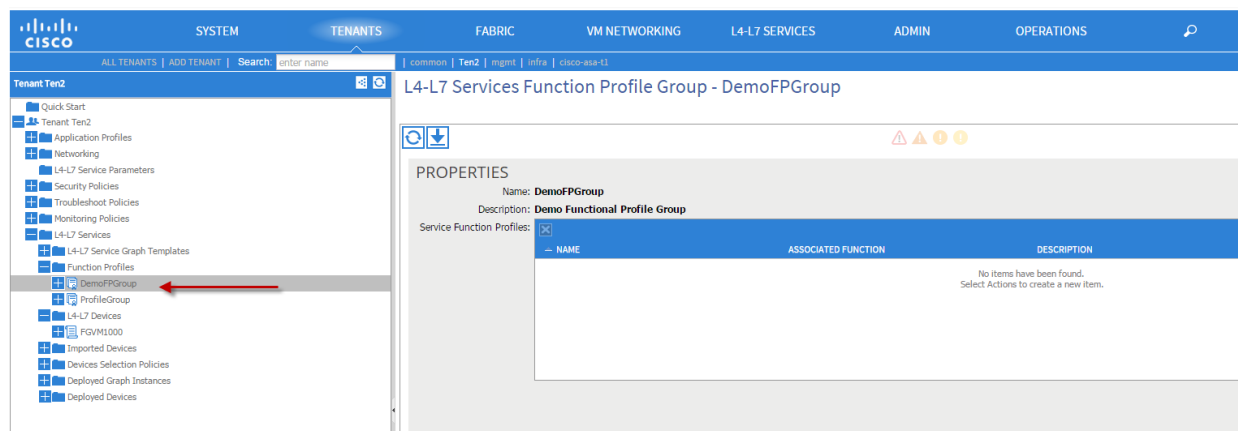 CISCO
SYSTEM TENANTS FABRIC VM NETWORKING L4-L7 SERVICES ADMIN OPERATIONS
ALL TENANTS | ADD TENANT | Search: enter name | common | Ten2 | mgmt | infra | cisco-asa-t1
Tenant Ten2
Quick Start
Tenant Ten2
Application Profiles
Networking
L4-L7 Service Parameters
Security Policies
Troubleshoot Policies
Monitoring Policies
L4-L7 Services
L4-L7 Service Graph Templates
Function Profiles
DemoFPGroup
ProfileGroup
L4-L7 Devices
FGVM1000
Imported Devices
Devices Selection Policies
Deployed Graph Instances
Deployed Devices
L4-L7 Services Function Profile Group - DemoFPGroup
PROPERTIES
Name: DemoFPGroup
Description: Demo Functional Profile Group
Service Function Profiles:
NAME ASSOCIATED FUNCTION DESCRIPTION
No items have been found.
Select Actions to create a new item.